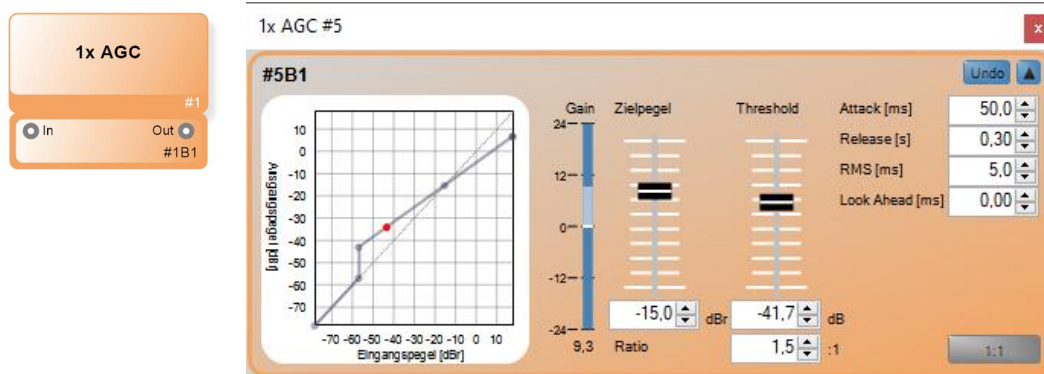 1x AGC
#1
In Out
#1B1
1x AGC #5
x
#5B1
Undo
Gain Zielpegel Threshold
Attack [ms] 50,0
Release [s] 0,30
RMS [ms] 5,0
Look Ahead [ms] 0,00
Ausgangspegel [dBr]
10
0
-10
-20
-30
-40
-50
-60
-70
-70 -60 -50 -40 -30 -20 -10 0 10
Eingangspegel [dBr]
24
12
0
-12
-24
9,3
-15,0 dBr -41,7 dB
Ratio 1,5 :1
1:1